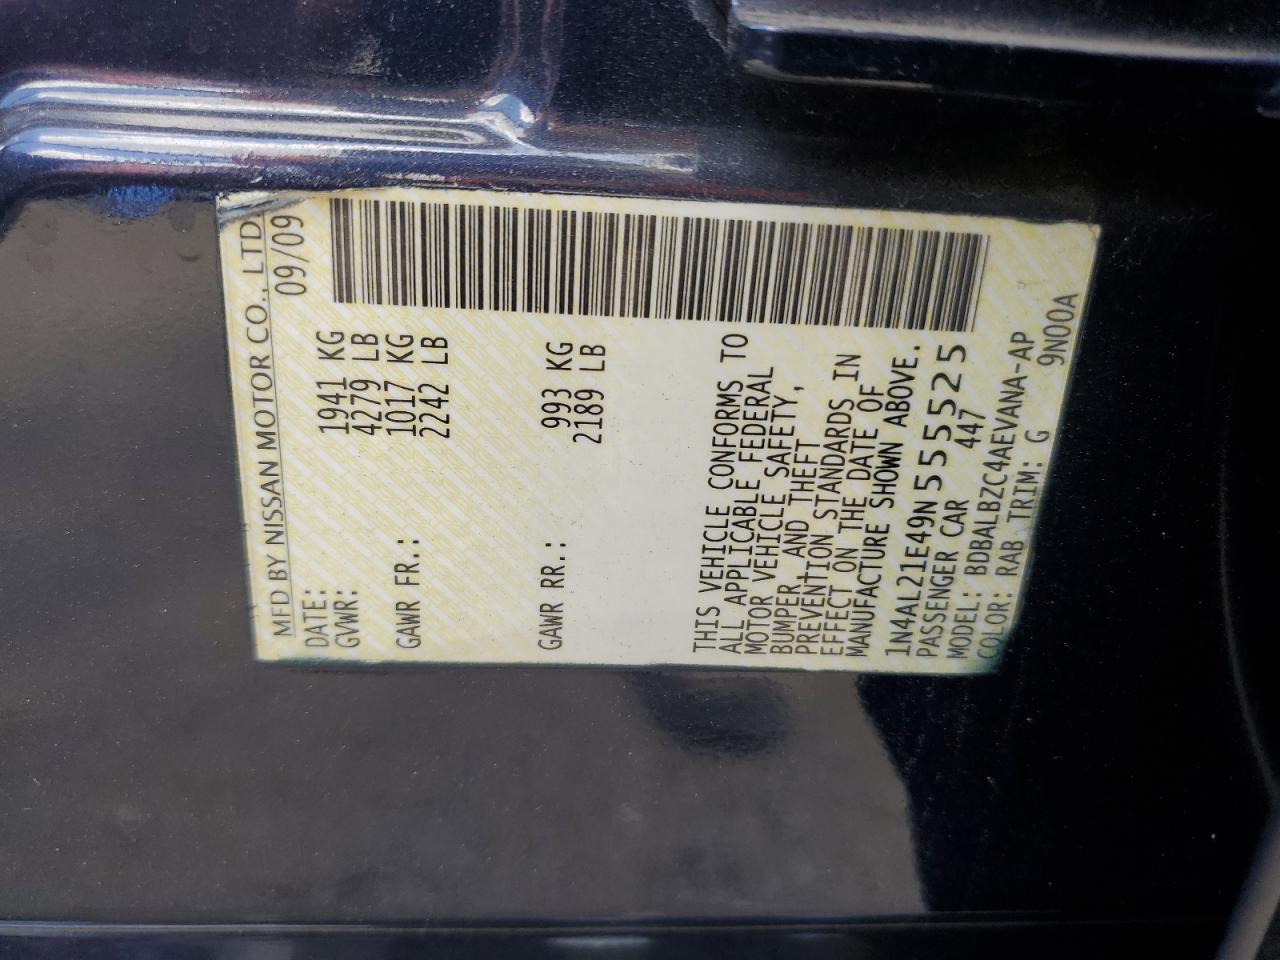 MFD BY NISSAN MOTOR CO., LTD.
DATE: 09/09
GVWR: 1941 KG
4279 LB
GAWR FR.: 1017 KG
2242 LB
GAWR RR.: 993 KG
2189 LB
THIS VEHICLE CONFORMS TO
ALL APPLICABLE FEDERAL
MOTOR VEHICLE SAFETY,
BUMPER, AND THEFT
PREVENTION STANDARDS IN
EFFECT ON THE DATE OF
MANUFACTURE SHOWN ABOVE.
1N4AL21E49N555525
PASSENGER CAR 447
MODEL: BDBALBZC4AEVANA-AP
COLOR: RAB TRIM: G 9N00A